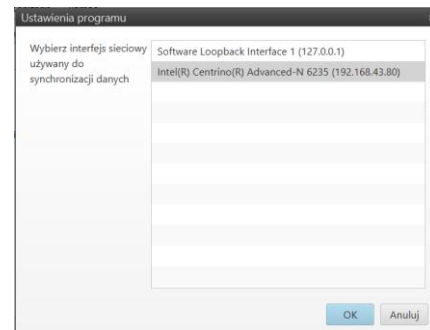 Ustawienia programu
Wybierz interfejs sieciowy
używany do
synchronizacji danych
Software Loopback Interface 1 (127.0.0.1)
Intel(R) Centrino(R) Advanced-N 6235 (192.168.43.80)
OK
Anuluj